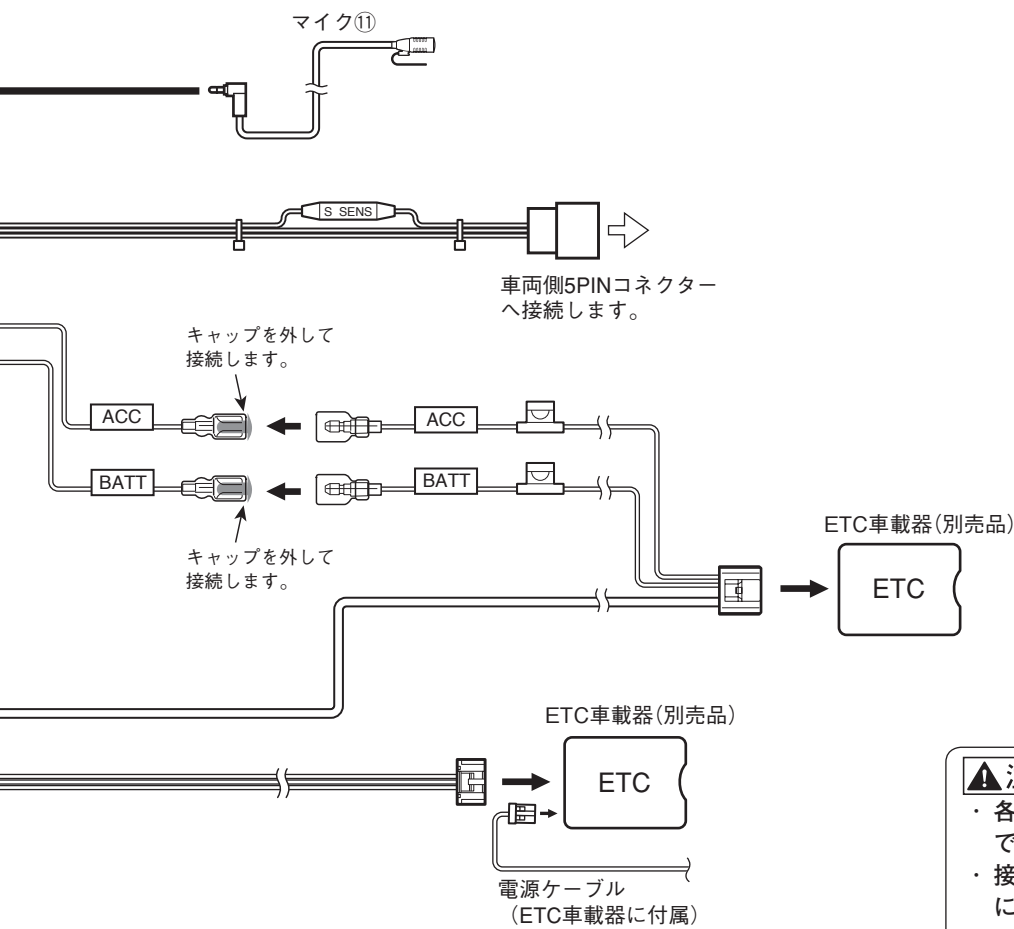 マイク⑪
S SENS
車両側5PINコネクター
へ接続します。
キャップを外して
接続します。
ACC
ACC
BATT
BATT
キャップを外して
接続します。
ETC車載器(別売品)
ETC
ETC車載器(別売品)
ETC
電源ケーブル
(ETC車載器に付属)
・各
で
・接
に